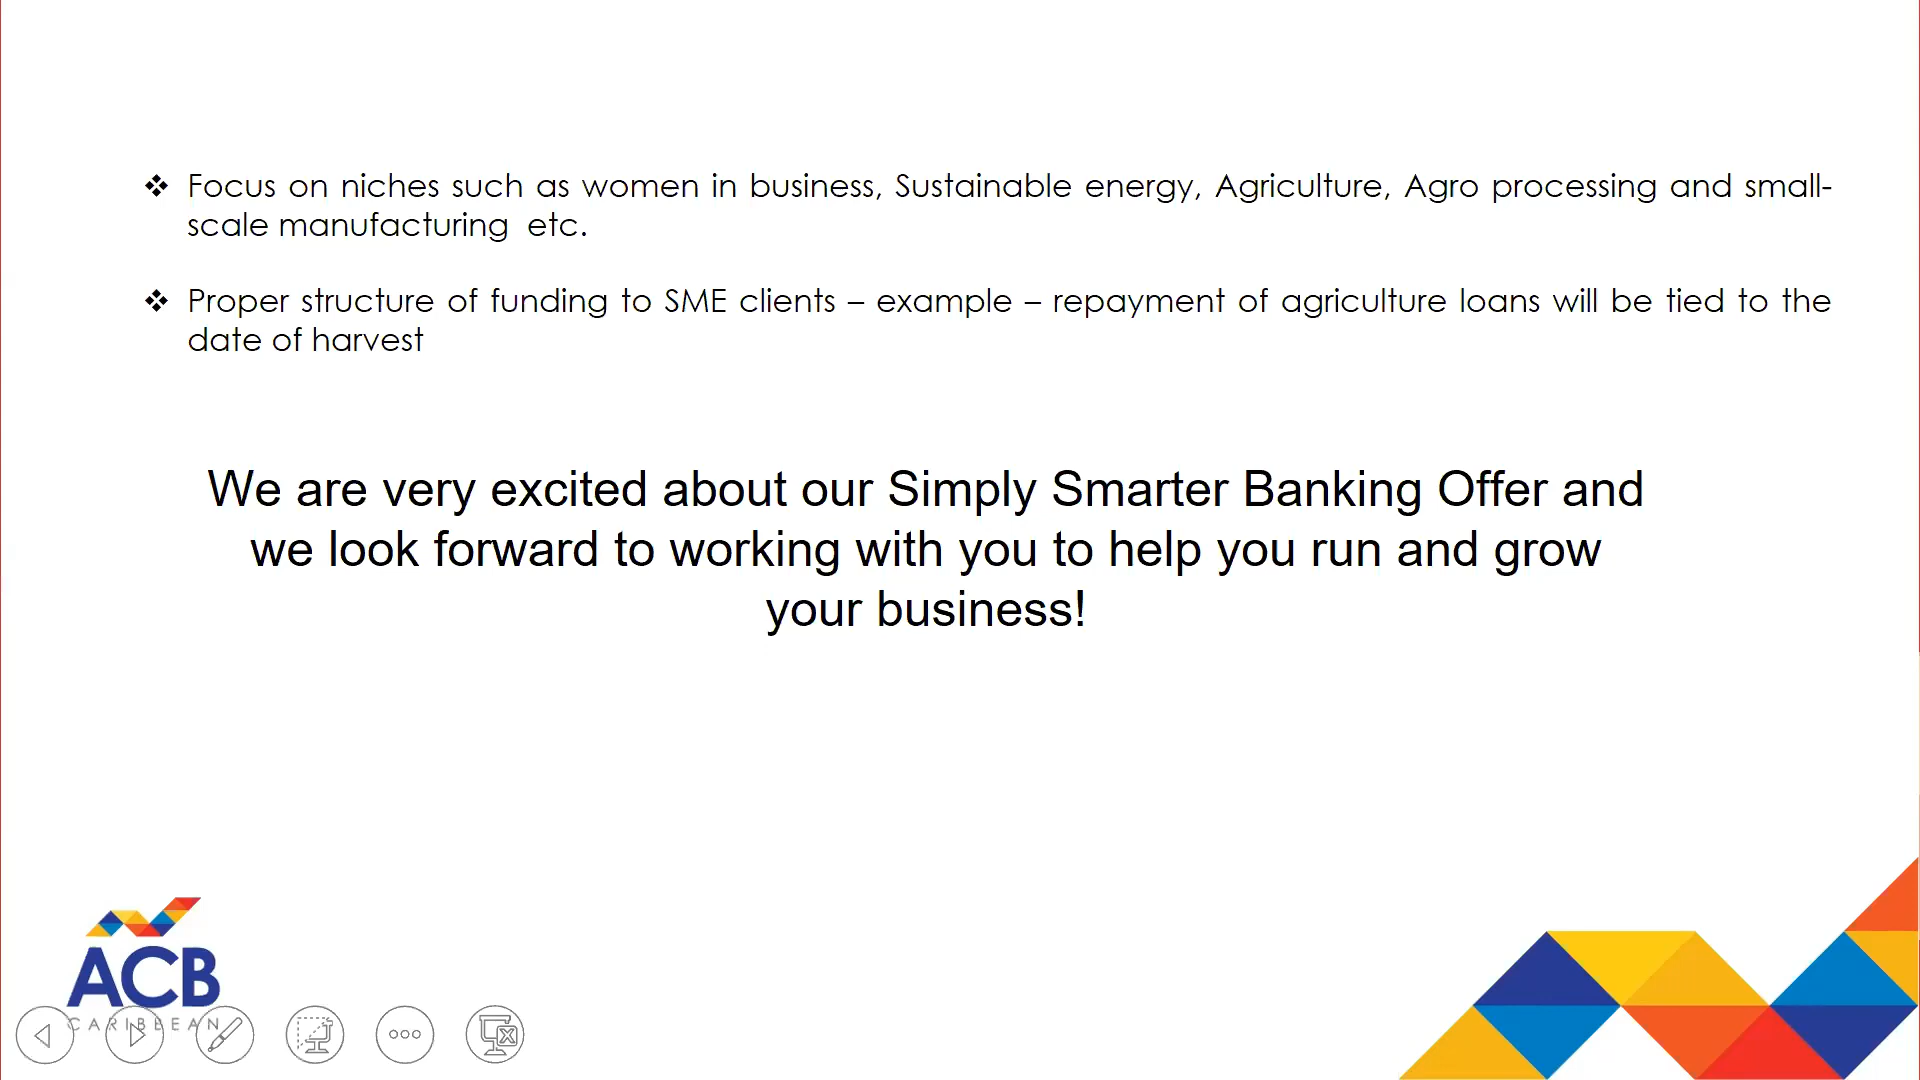 ❖ Focus on niches such as women in business, Sustainable energy, Agriculture, Agro processing and small-
scale manufacturing  etc.
❖ Proper structure of funding to SME clients – example – repayment of agriculture loans will be tied to the
date of harvest
We are very excited about our Simply Smarter Banking Offer and
we look forward to working with you to help you run and grow
your business!
ACB
CARIBBEAN